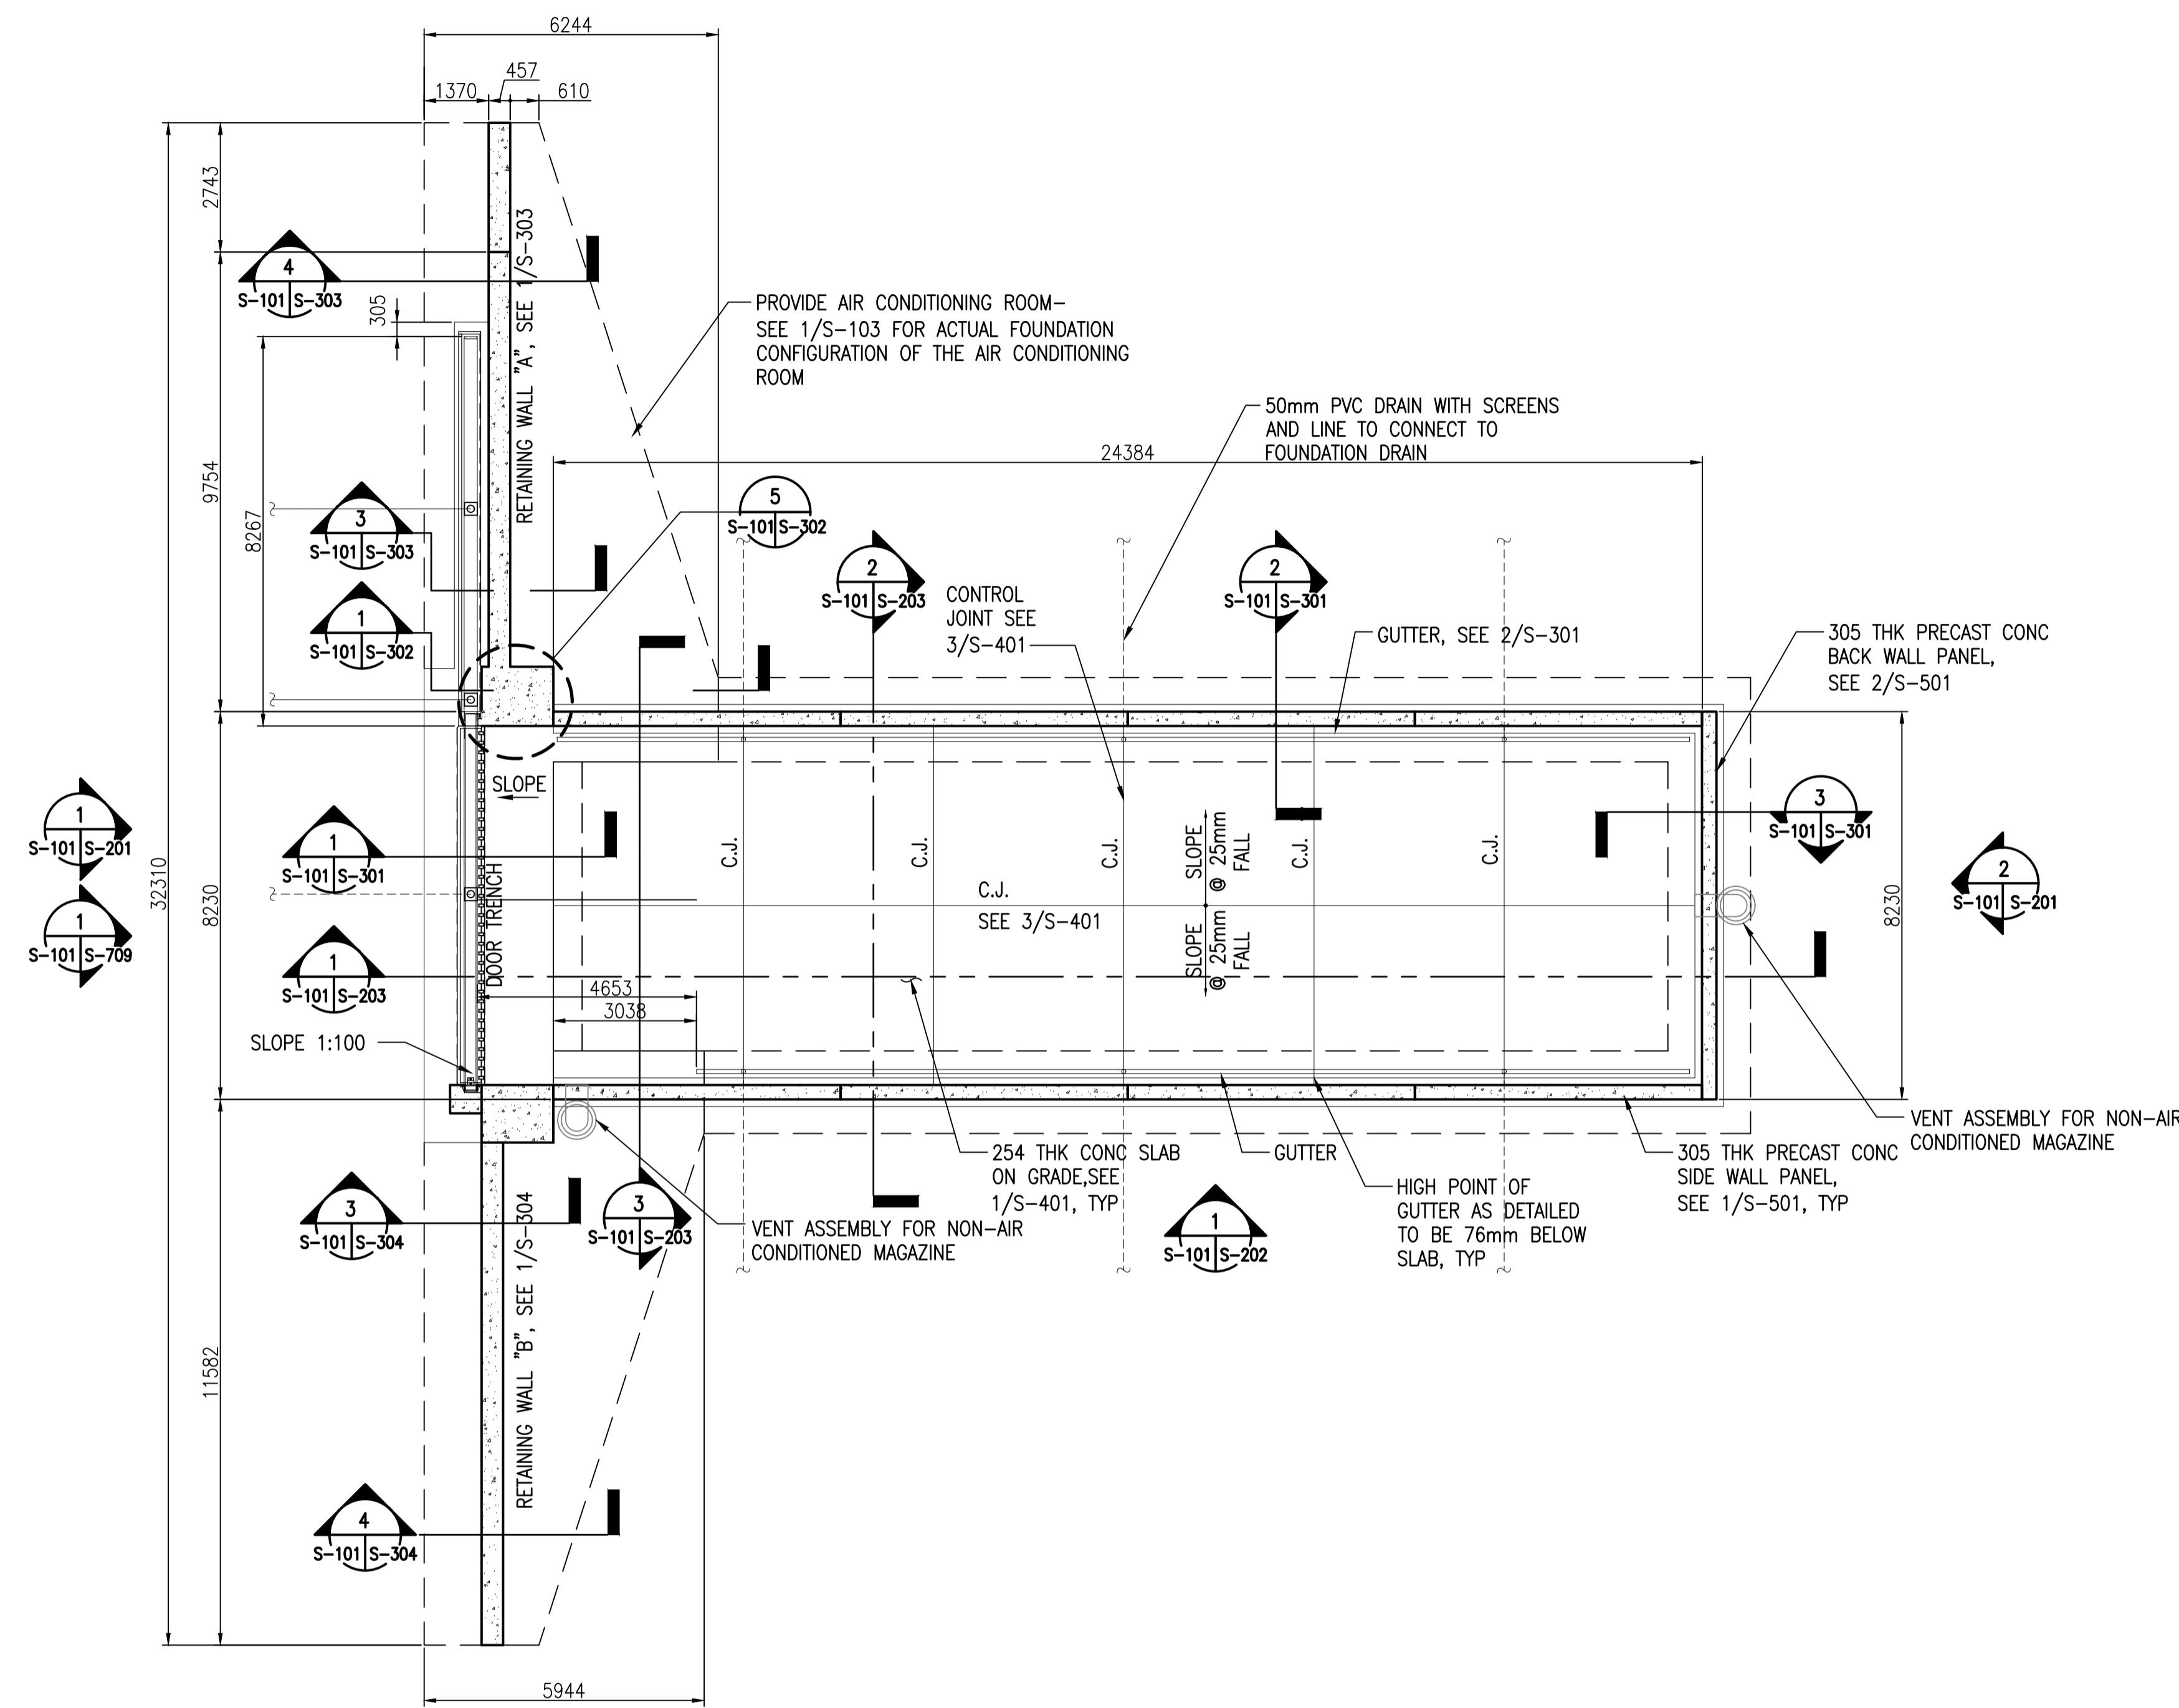 6244
457
1370
610
2743
4
S-101 S-303
305
RETAINING WALL "A", SEE 1/S-303
PROVIDE AIR CONDITIONING ROOM-
SEE 1/S-103 FOR ACTUAL FOUNDATION
CONFIGURATION OF THE AIR CONDITIONING
ROOM
50mm PVC DRAIN WITH SCREENS
AND LINE TO CONNECT TO
FOUNDATION DRAIN
24384
9754
8267
3
S-101 S-303
5
S-101 S-302
2
S-101 S-203
CONTROL
JOINT SEE
3/S-401
2
S-101 S-301
1
S-101 S-302
GUTTER, SEE 2/S-301
305 THK PRECAST CONC
BACK WALL PANEL,
SEE 2/S-501
SLOPE
1
S-101 S-201
1
S-101 S-301
3
S-101 S-301
32310
8230
DOOR TRENCH
C.J.
C.J.
C.J.
C.J.
C.J.
SLOPE
@ 25mm
FALL
SLOPE
@ 25mm
FALL
C.J.
SEE 3/S-401
8230
2
S-101 S-201
1
S-101 S-709
1
S-101 S-203
4653
3038
SLOPE 1:100
254 THK CONC SLAB
ON GRADE,SEE
1/S-401, TYP
GUTTER
HIGH POINT OF
GUTTER AS DETAILED
TO BE 76mm BELOW
SLAB, TYP
305 THK PRECAST CONC
SIDE WALL PANEL,
SEE 1/S-501, TYP
VENT ASSEMBLY FOR NON-AIR
CONDITIONED MAGAZINE
3
S-101 S-304
3
S-101 S-203
VENT ASSEMBLY FOR NON-AIR
CONDITIONED MAGAZINE
1
S-101 S-202
11582
RETAINING WALL "B", SEE 1/S-304
4
S-101 S-304
5944